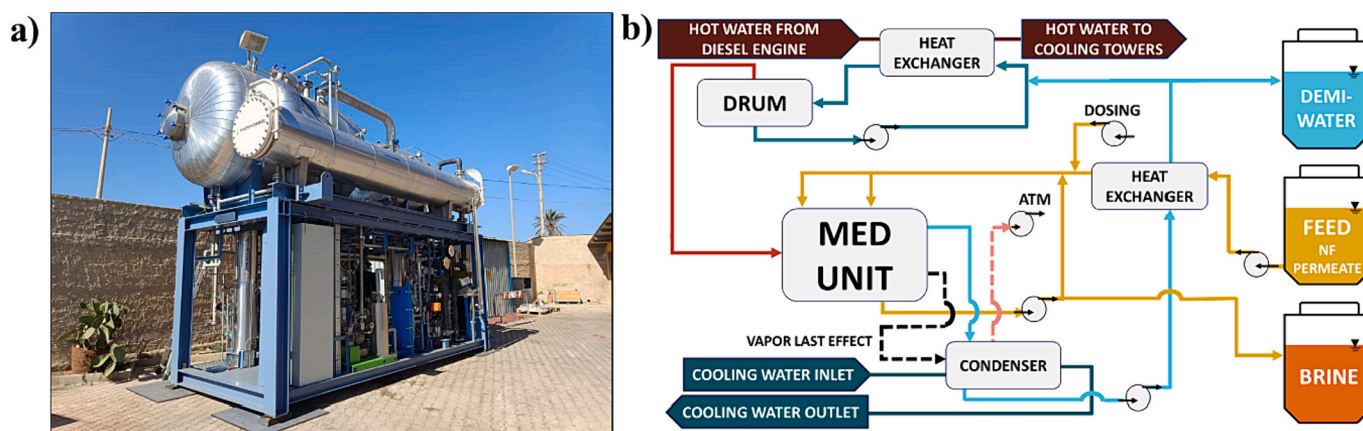 a)
b)
HOT WATER FROM
DIESEL ENGINE
HEAT
EXCHANGER
HOT WATER TO
COOLING TOWERS
DRUM
DEMI-
WATER
DOSING
HEAT
EXCHANGER
ATM
FEED
NF
PERMEATE
MED
UNIT
VAPOR LAST EFFECT
CONDENSER
COOLING WATER INLET
COOLING WATER OUTLET
BRINE